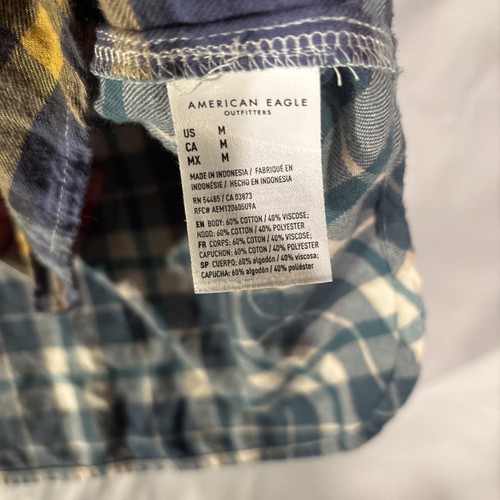 AMERICAN EAGLE
OUTFITTERS
US M
CA M
MX M
MADE IN INDONESIA / FABRIQUÉ EN
INDONÉSIE / HECHO EN INDONESIA
RN 54485 / CA 03873
RFC# AEM12060509A
EN BODY: 60% COTTON / 40% VISCOSE;
HOOD: 60% COTTON / 40% POLYESTER
FR CORPS: 60% COTON / 40% VISCOSE;
CAPUCHON: 60% COTON / 40% POLYESTER
SP CUERPO: 60% algodón / 40% viscosa;
CAPUCHA: 60% algodón / 40% poliéster